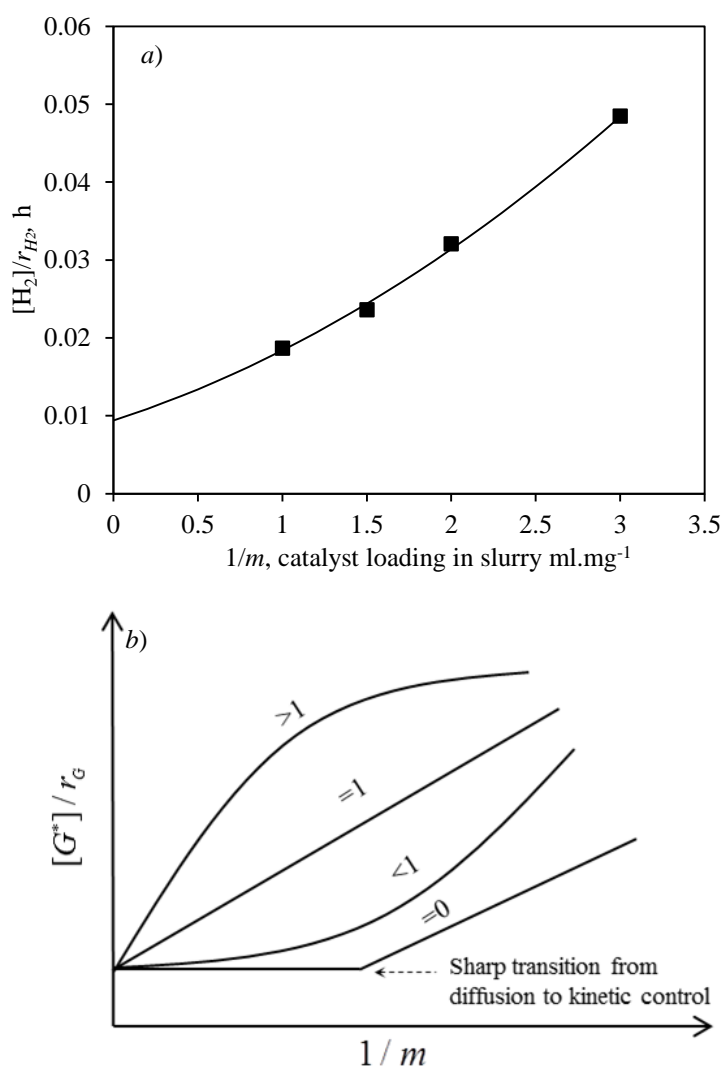 a)
0.06
0.05
0.04
0.03
0.02
0.01
0
[H₂]/r_H2, h
0 0.5 1 1.5 2 2.5 3 3.5
1/m, catalyst loading in slurry ml.mg⁻¹
b)
>1
=1
<1
=0
[G*] / r_G
Sharp transition from
diffusion to kinetic control
1 / m